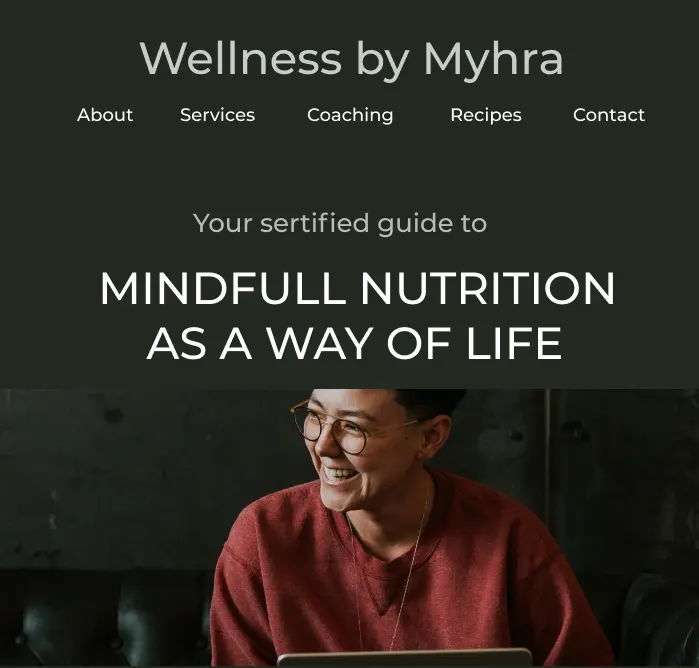 Wellness by Myhra
About Services Coaching Recipes Contact
Your sertified guide to
MINDFULL NUTRITION
AS A WAY OF LIFE